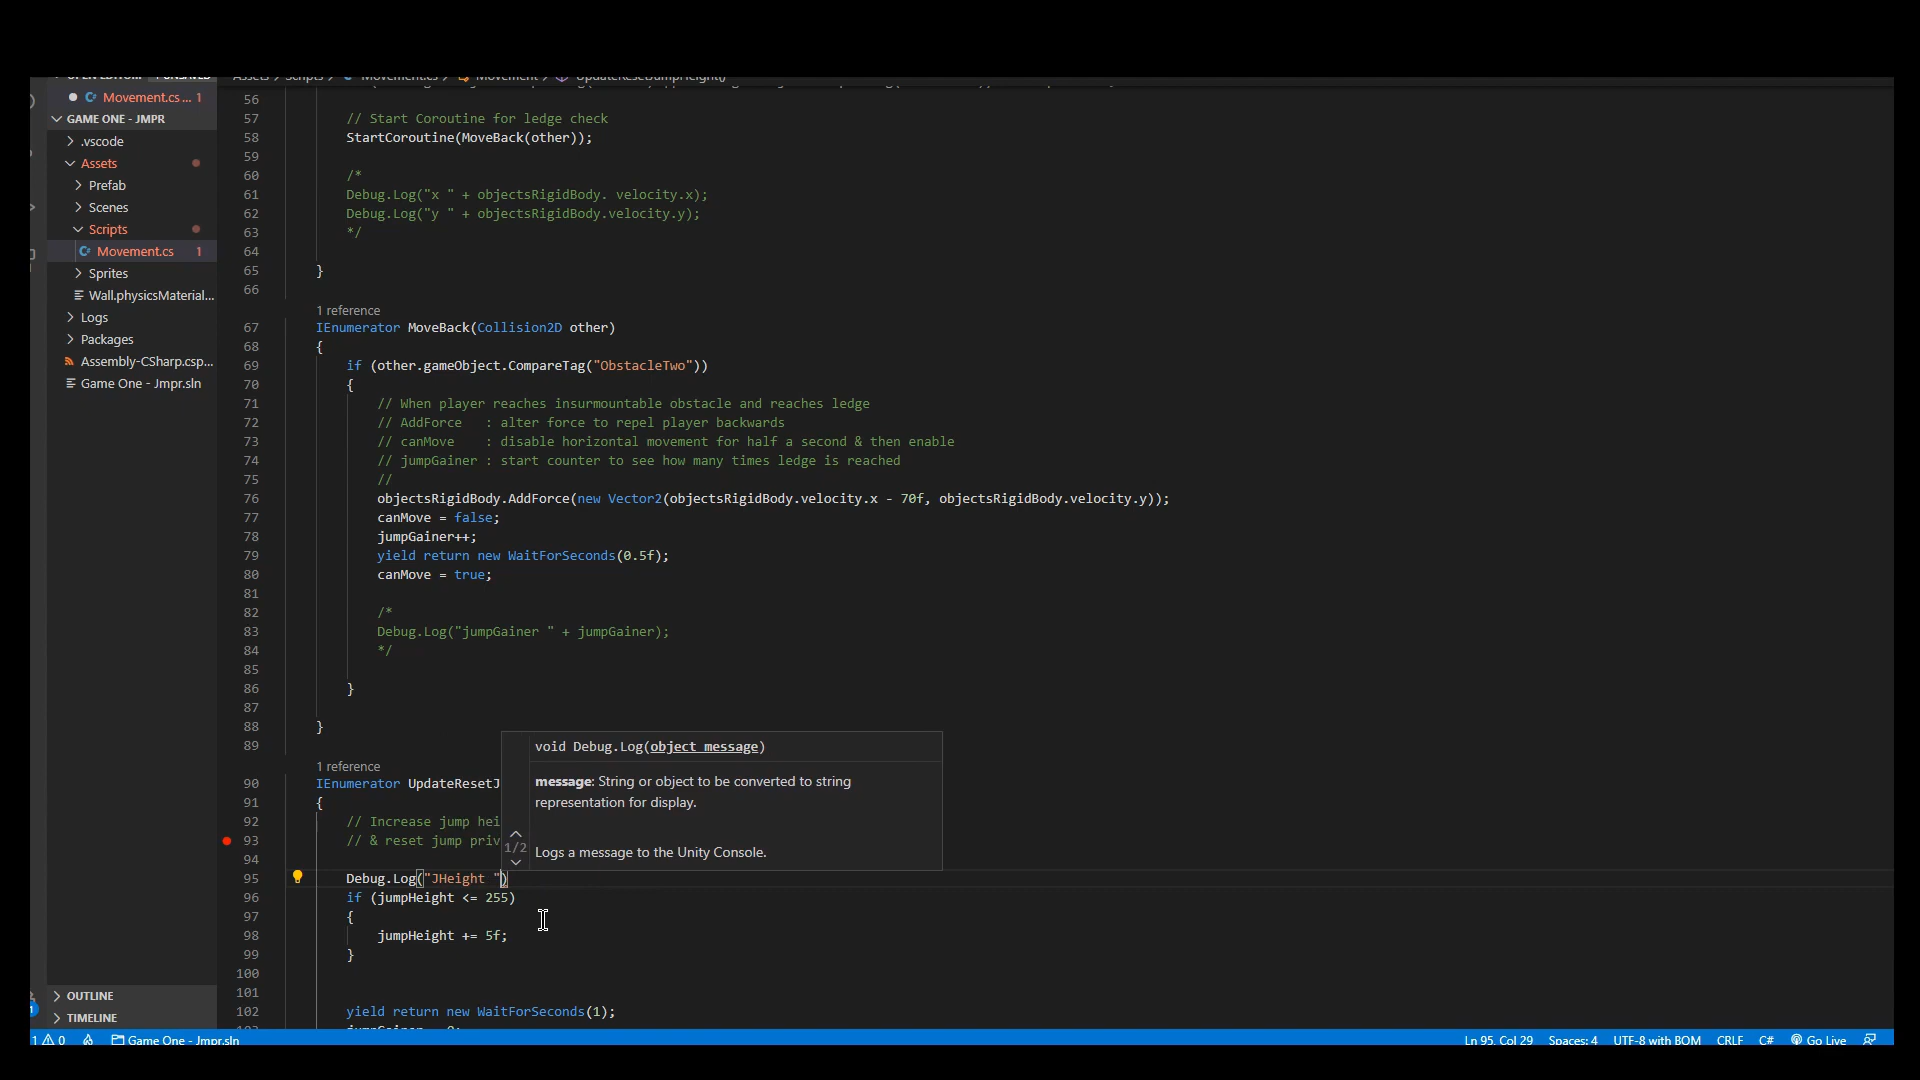 Movement.cs ... 1
GAME ONE - JMPR
.vscode
Assets
Prefab
Scenes
Scripts
Movement.cs 1
Sprites
Wall.physicsMaterial...
Logs
Packages
Assembly-CSharp.csp...
Game One - Jmpr.sln
OUTLINE
TIMELINE
56
57 // Start Coroutine for ledge check
58 StartCoroutine(MoveBack(other));
59
60 /*
61 Debug.Log("x " + objectsRigidBody. velocity.x);
62 Debug.Log("y " + objectsRigidBody.velocity.y);
63 */
64
65 }
66
1 reference
67 IEnumerator MoveBack(Collision2D other)
68 {
69 if (other.gameObject.CompareTag("ObstacleTwo"))
70 {
71 // When player reaches insurmountable obstacle and reaches ledge
72 // AddForce : alter force to repel player backwards
73 // canMove : disable horizontal movement for half a second & then enable
74 // jumpGainer : start counter to see how many times ledge is reached
75 //
76 objectsRigidBody.AddForce(new Vector2(objectsRigidBody.velocity.x - 70f, objectsRigidBody.velocity.y));
77 canMove = false;
78 jumpGainer++;
79 yield return new WaitForSeconds(0.5f);
80 canMove = true;
81
82 /*
83 Debug.Log("jumpGainer " + jumpGainer);
84 */
85
86 }
87
88 }
89
1 reference
90 IEnumerator UpdateResetJ
91 {
92 // Increase jump hei
93 // & reset jump priv
94
95 Debug.Log("JHeight ")
96 if (jumpHeight <= 255)
97 {
98 jumpHeight += 5f;
99 }
100
101
102 yield return new WaitForSeconds(1);
void Debug.Log(object message)
message: String or object to be converted to string
representation for display.
1/2
Logs a message to the Unity Console.
1 0 Game One - Jmpr.sln
Ln 95, Col 29 Spaces: 4 UTF-8 with BOM CRLF C# Go Live